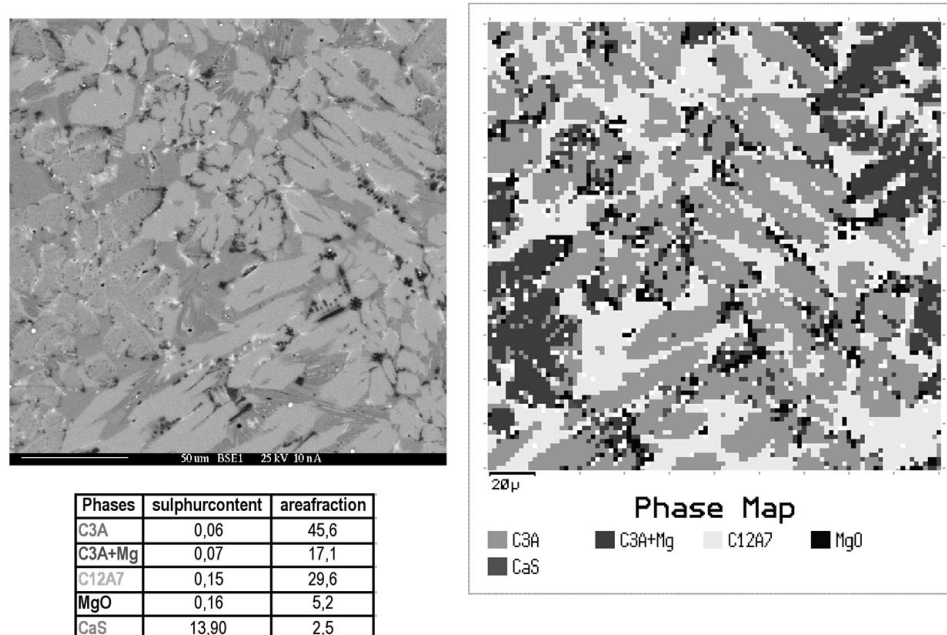 50um BSE1 25 kV 10 nA
Phases sulphurcontent areafraction
C3A 0,06 45,6
C3A+Mg 0,07 17,1
C12A7 0,15 29,6
MgO 0,16 5,2
CaS 13,90 2,5
20µ
Phase Map
C3A C3A+Mg C12A7 MgO
CaS